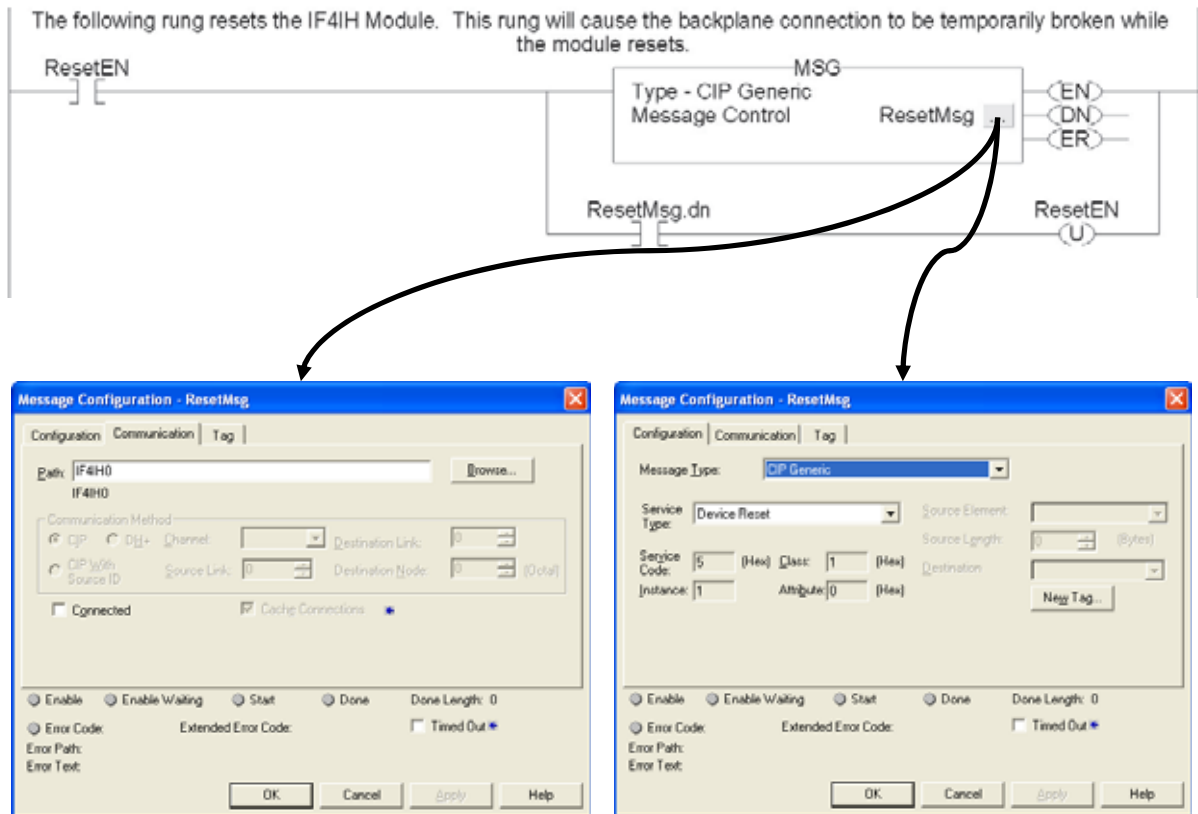 The following rung resets the IF4IH Module. This rung will cause the backplane connection to be temporarily broken while
the module resets.
ResetEN
MSG
Type - CIP Generic
Message Control ResetMsg ...
EN
DN
ER
ResetMsg.dn
ResetEN
U
Message Configuration - ResetMsg
Configuration Communication Tag
Path: IF4IH0 Browse...
IF4IH0
Communication Method
CIP DH+ Channel: Destination Link: 0
CIP With
Source ID Source Link: 0 Destination Node: 0 (Octal)
Connected Cache Connections
Enable Enable Waiting Start Done Done Length: 0
Error Code: Extended Error Code: Timed Out
Error Path:
Error Text:
OK Cancel Apply Help
Message Configuration - ResetMsg
Configuration Communication Tag
Message Type: CIP Generic
Service
Type: Device Reset Source Element:
Source Length: 0 (Bytes)
Service
Code: 5 (Hex) Class: 1 (Hex) Destination
Instance: 1 Attribute: 0 (Hex) New Tag...
Enable Enable Waiting Start Done Done Length: 0
Error Code: Extended Error Code: Timed Out
Error Path:
Error Text:
OK Cancel Apply Help